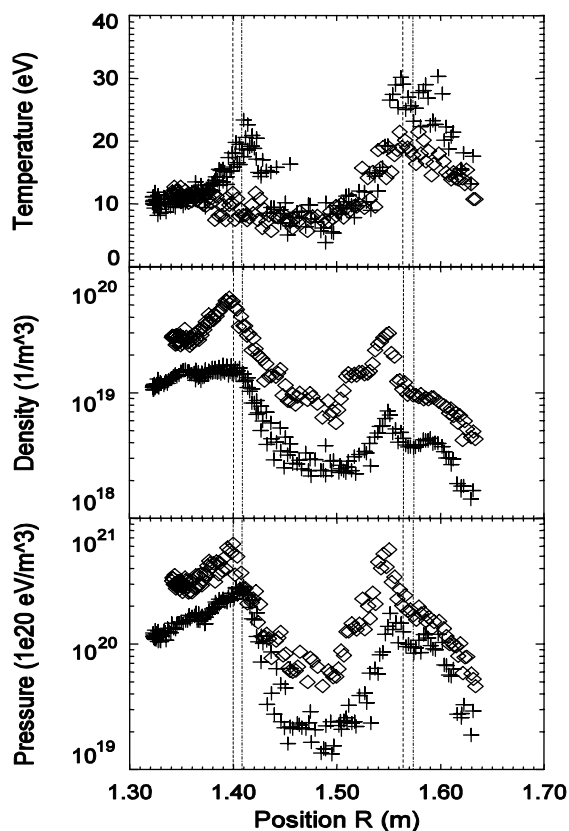 40
30
20
10
0
Temperature (eV)
10^20
10^19
10^18
Density (1/m^3)
10^21
10^20
10^19
Pressure (1e20 eV/m^3)
1.30 1.40 1.50 1.60 1.70
Position R (m)